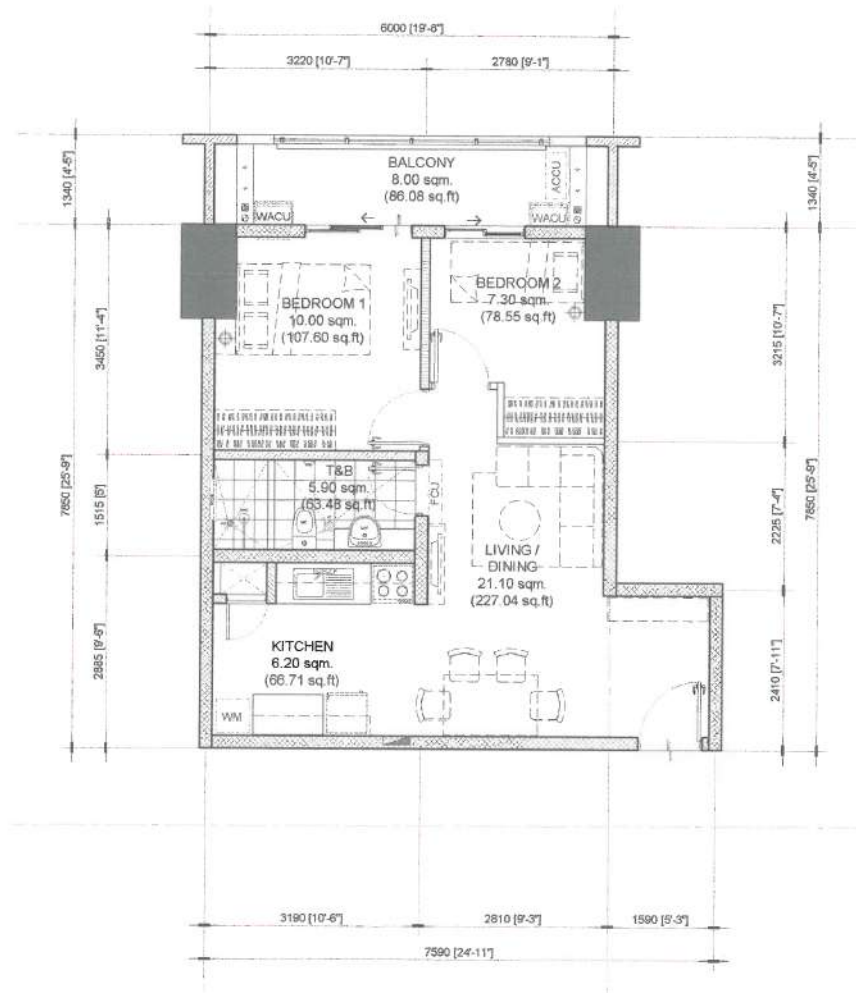 6000 [19'-8"]
3220 [10'-7"]
2780 [9'-1"]
1340 [4'-5"]
1340 [4'-5"]
BALCONY
8.00 sqm.
(86.08 sq.ft)
ACCU
WACU
WACU
BEDROOM 1
10.00 sqm.
(107.60 sq.ft)
BEDROOM 2
7.30 sqm.
(78.55 sq.ft)
3450 [11'-4"]
3215 [10'-7"]
7850 [25'-9"]
7850 [25'-9"]
T&B
5.90 sqm.
(63.48 sq.ft)
FCU
1515 [5']
2225 [7'-4"]
LIVING /
DINING
21.10 sqm.
(227.04 sq.ft)
KITCHEN
6.20 sqm.
(66.71 sq.ft)
2885 [9'-6"]
2410 [7'-11"]
WM
3190 [10'-6"]
2810 [9'-3"]
1590 [5'-3"]
7590 [24'-11"]